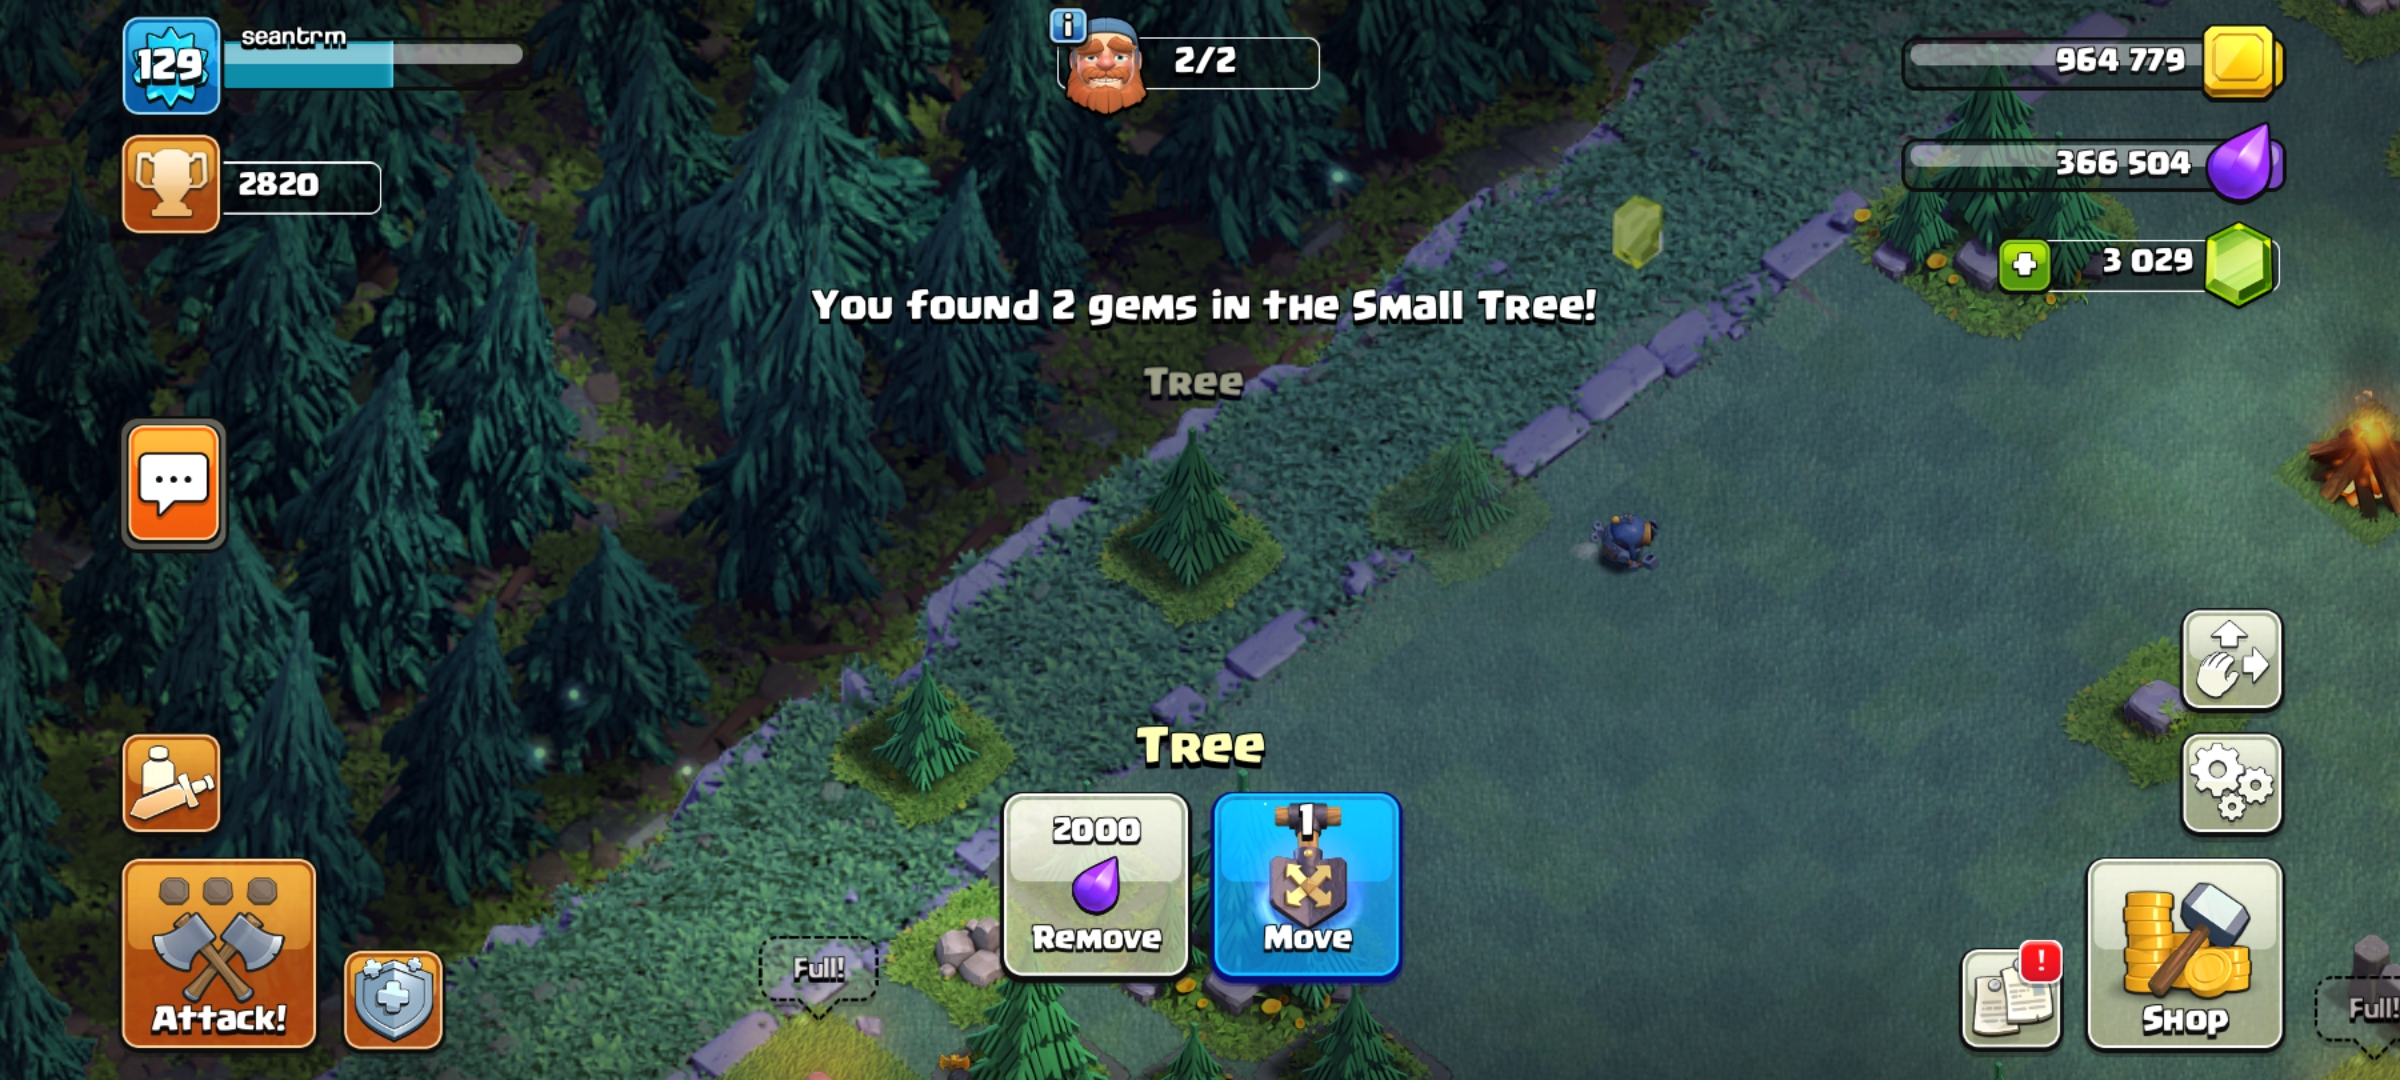 129
seantrm
2/2
964 779
2820
366 504
3 029
You found 2 gems in the Small Tree!
Tree
Tree
2000
Remove
1
Move
Full!
Attack!
!
Shop
Full!